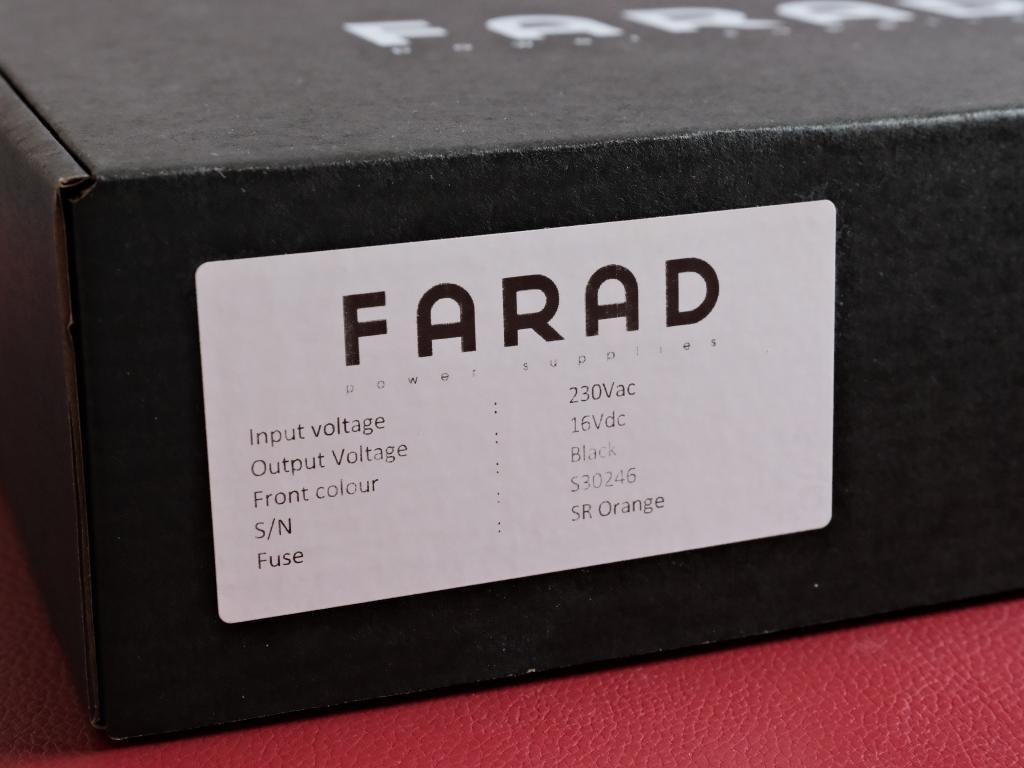 FARAD
FARAD
power supplies
Input voltage : 230Vac
Output Voltage : 16Vdc
Front colour : Black
S/N : S30246
Fuse : SR Orange